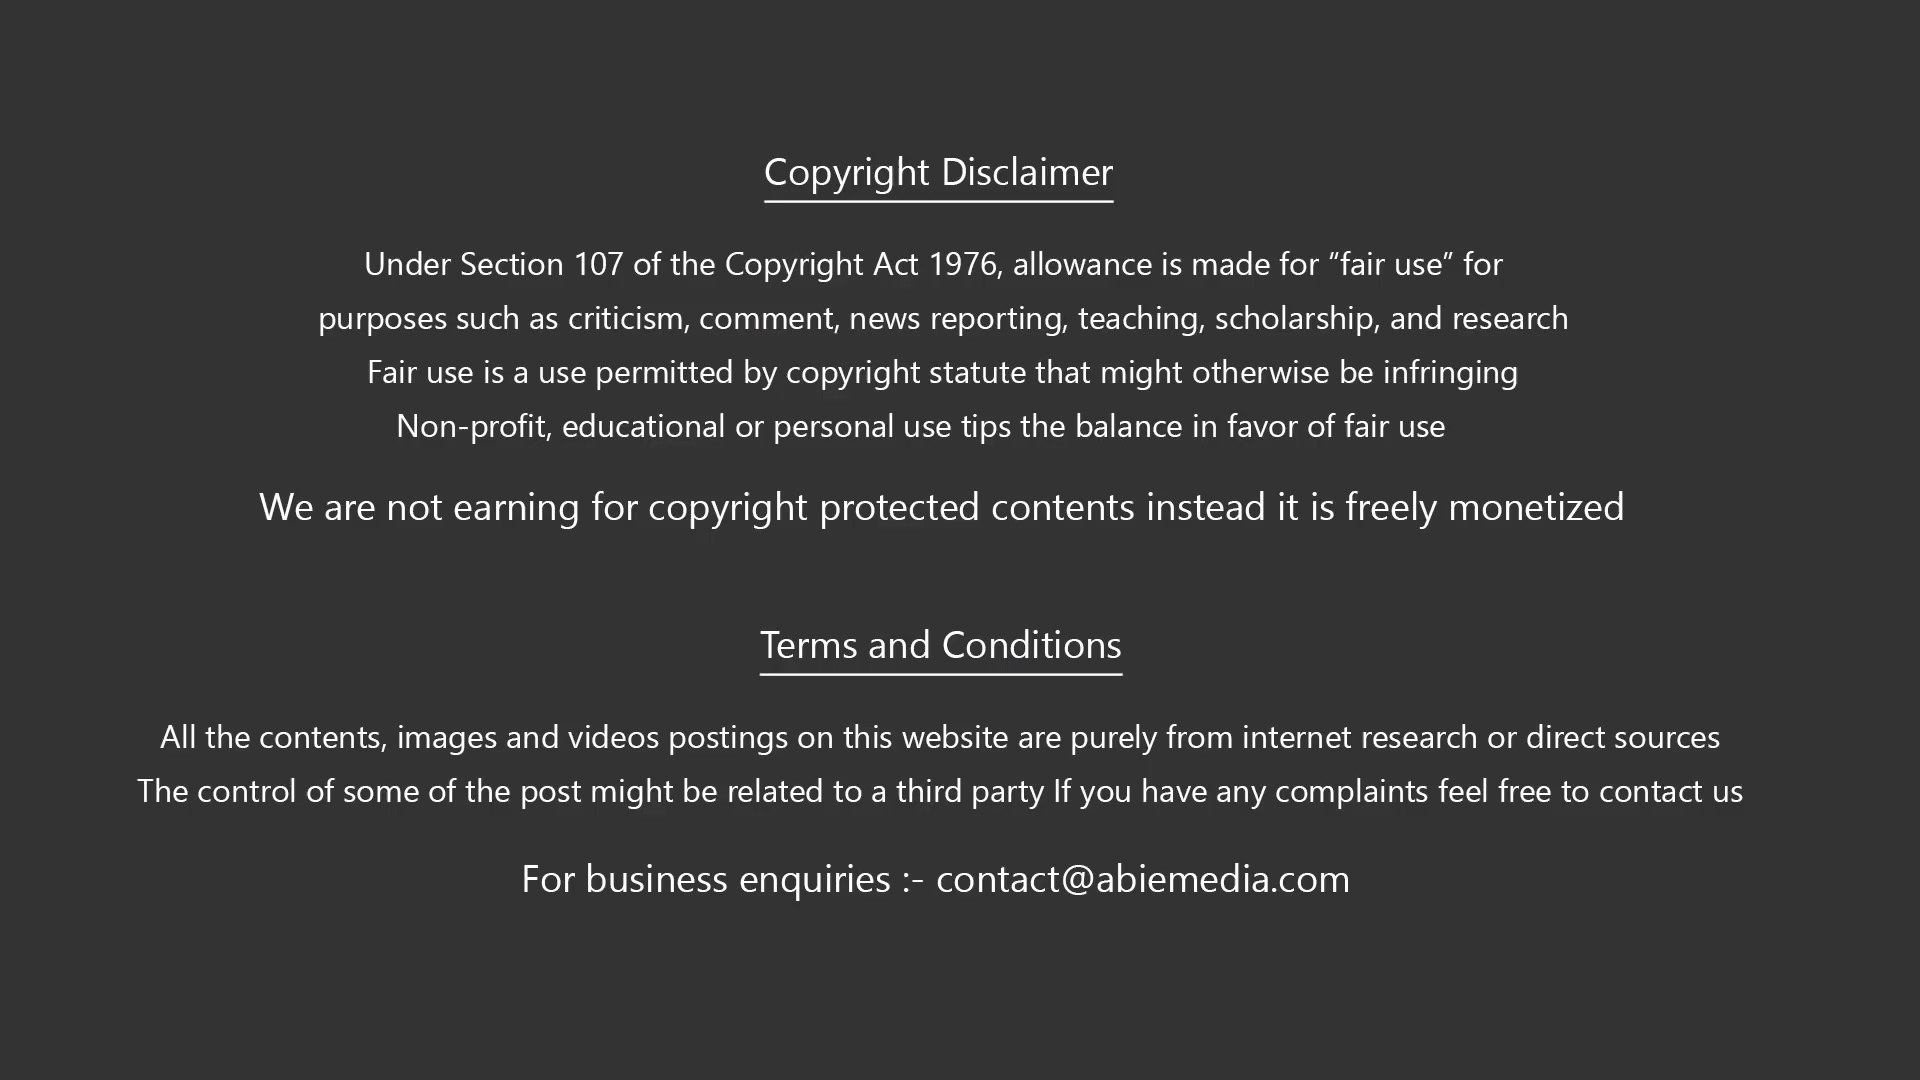 Copyright Disclaimer
Under Section 107 of the Copyright Act 1976, allowance is made for “fair use” for
purposes such as criticism, comment, news reporting, teaching, scholarship, and research
Fair use is a use permitted by copyright statute that might otherwise be infringing
Non-profit, educational or personal use tips the balance in favor of fair use
We are not earning for copyright protected contents instead it is freely monetized
Terms and Conditions
All the contents, images and videos postings on this website are purely from internet research or direct sources
The control of some of the post might be related to a third party If you have any complaints feel free to contact us
For business enquiries :- contact@abiemedia.com